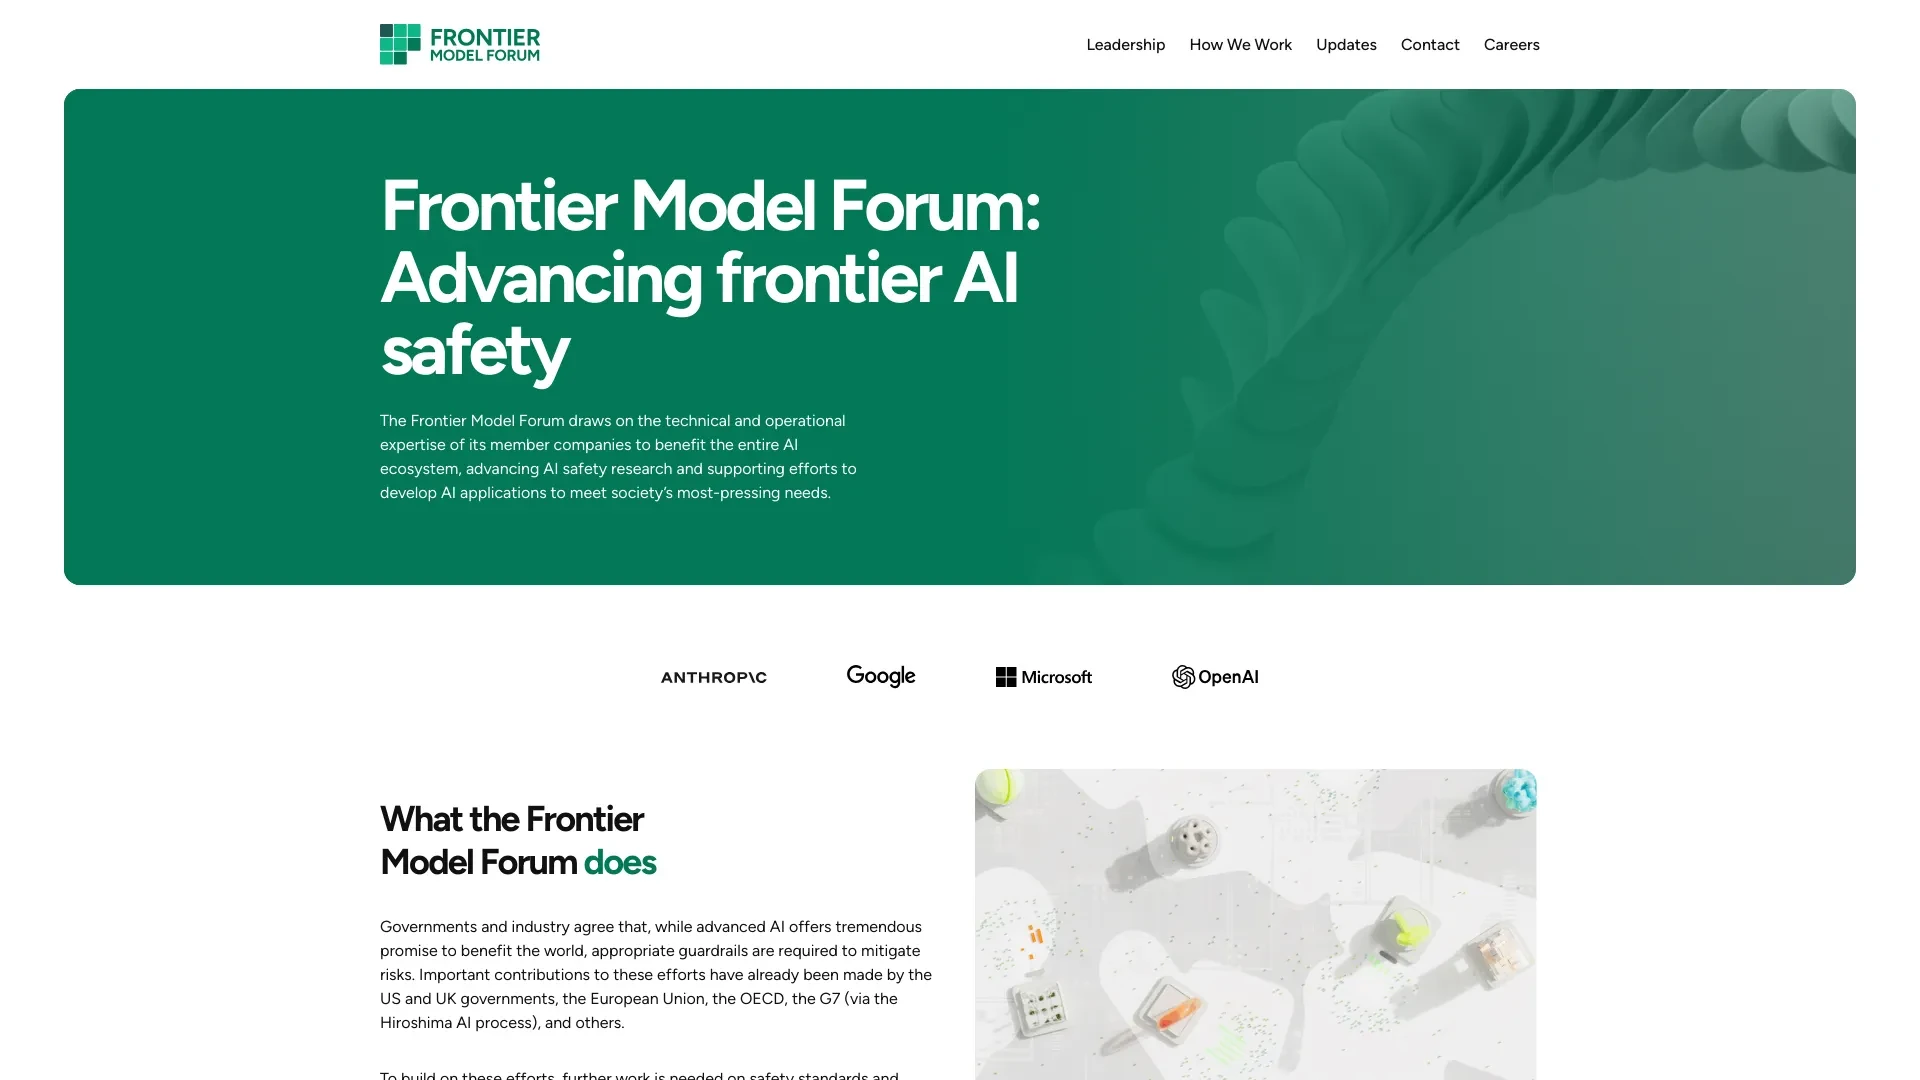 FRONTIER
MODEL FORUM
Leadership
How We Work
Updates
Contact
Careers
Frontier Model Forum:
Advancing frontier AI
safety
The Frontier Model Forum draws on the technical and operational
expertise of its member companies to benefit the entire AI
ecosystem, advancing AI safety research and supporting efforts to
develop AI applications to meet society’s most-pressing needs.
ANTHROP\C
Google
Microsoft
OpenAI
What the Frontier
Model Forum does
Governments and industry agree that, while advanced AI offers tremendous
promise to benefit the world, appropriate guardrails are required to mitigate
risks. Important contributions to these efforts have already been made by the
US and UK governments, the European Union, the OECD, the G7 (via the
Hiroshima AI process), and others.
To build on these efforts, further work is needed on safety standards and